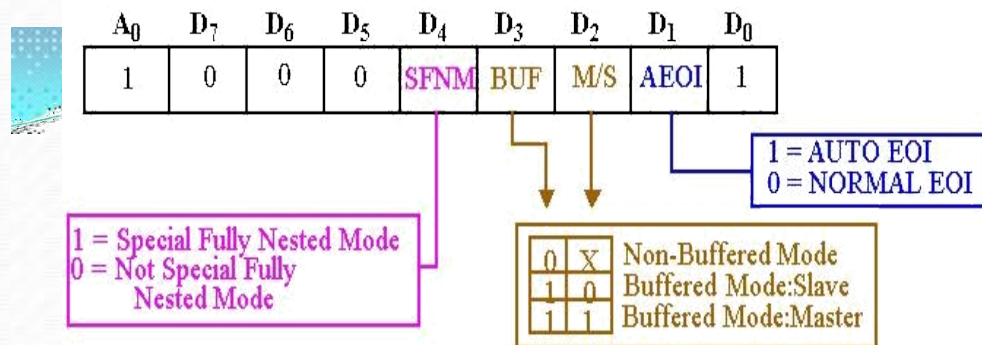 A0 D7 D6 D5 D4 D3 D2 D1 D0
1 0 0 0 SFNM BUF M/S AEOI 1
1 = AUTO EOI
0 = NORMAL EOI
1 = Special Fully Nested Mode
0 = Not Special Fully
Nested Mode
0 X Non-Buffered Mode
1 0 Buffered Mode:Slave
1 1 Buffered Mode:Master